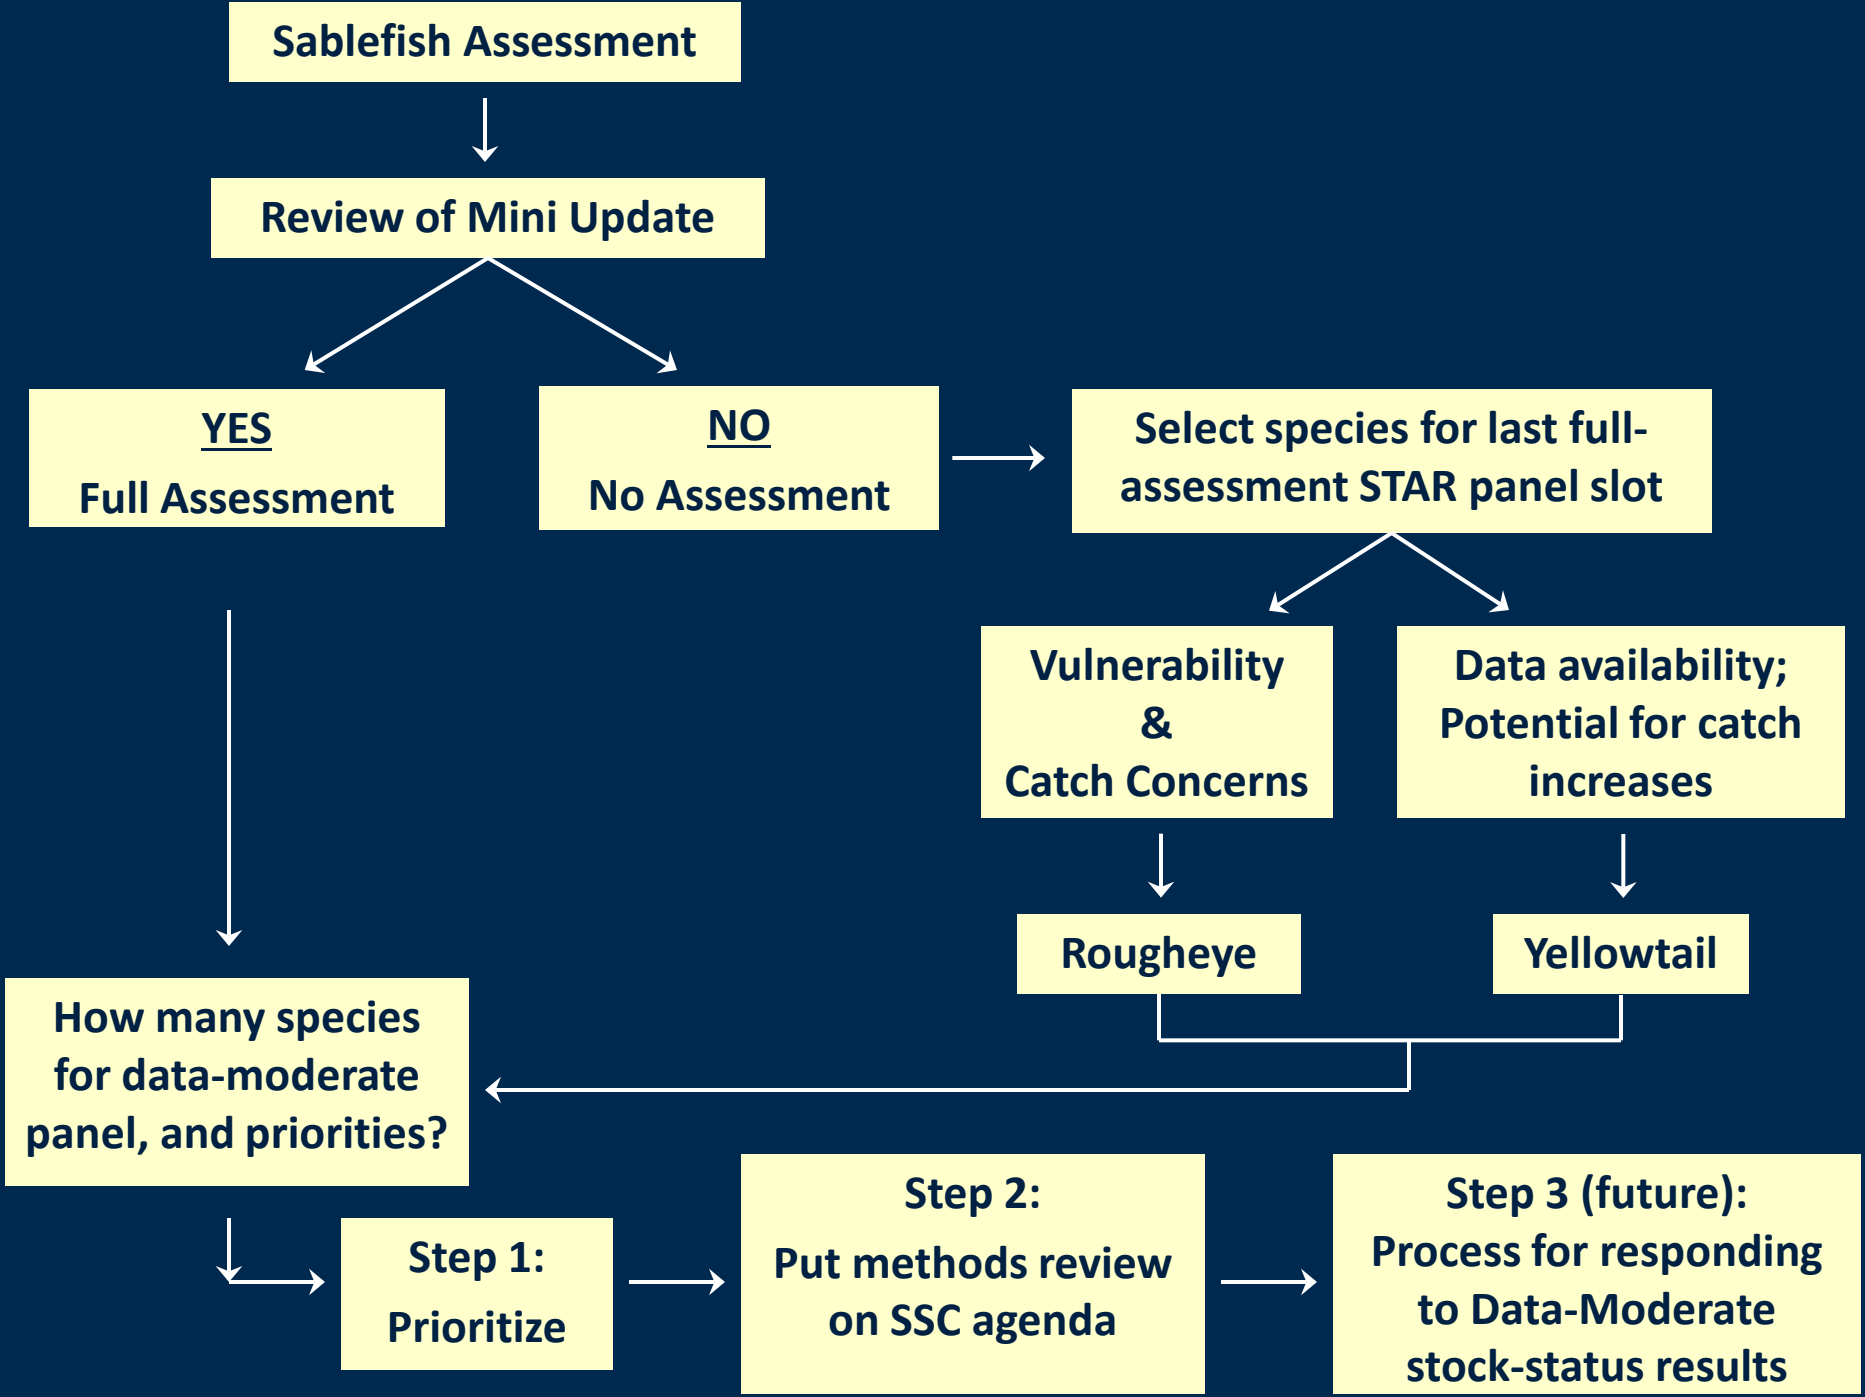 Sablefish Assessment
Review of Mini Update
YES
Full Assessment
NO
No Assessment
Select species for last full-
assessment STAR panel slot
Vulnerability
&
Catch Concerns
Data availability;
Potential for catch
increases
Rougheye
Yellowtail
How many species
for data-moderate
panel, and priorities?
Step 1:
Prioritize
Step 2:
Put methods review
on SSC agenda
Step 3 (future):
Process for responding
to Data-Moderate
stock-status results